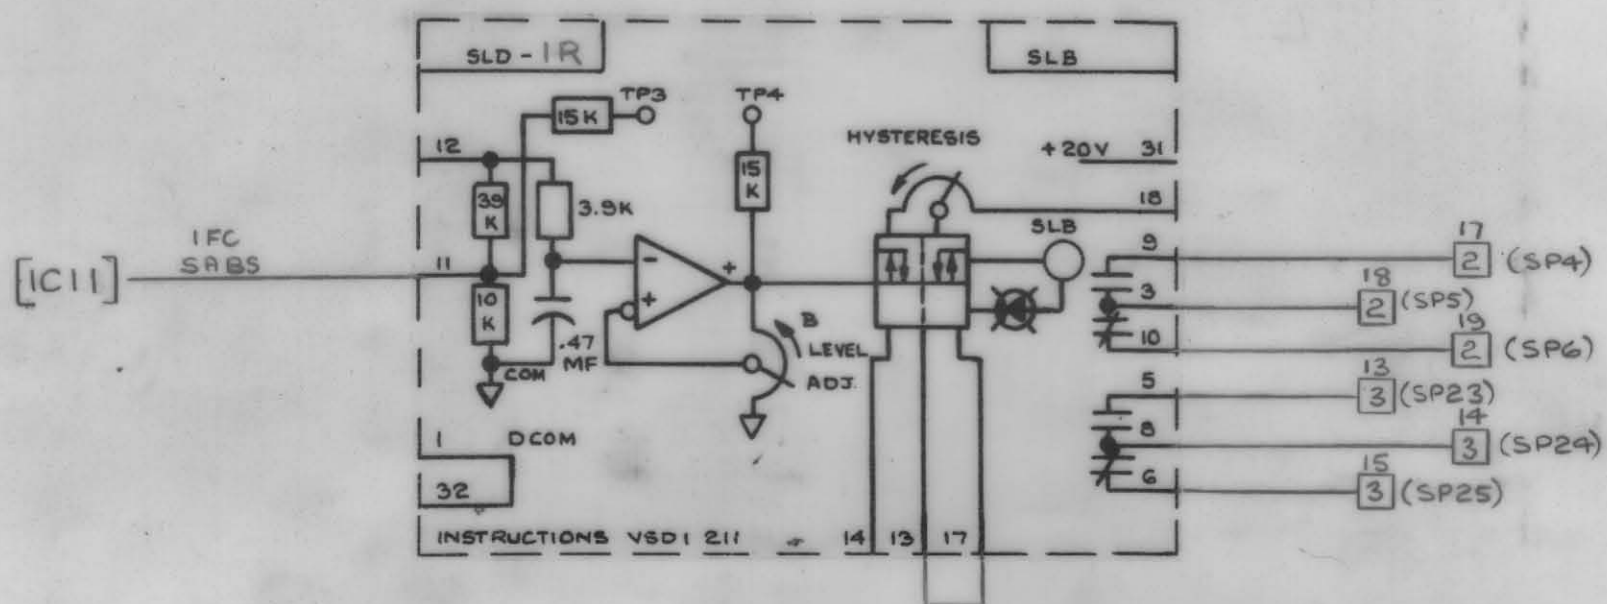 SLD-1R
SLB
TP3
TP4
15K
HYSTERESIS
12
+20V 31
39
K
3.9K
15
K
18
SLB
IFC
SABS
[1C11]
11
10
K
-
+
+
.47
MF
COM
B
LEVEL
ADJ.
9
17
2 (SP4)
3
18
2 (SP5)
10
19
2 (SP6)
5
13
3 (SP23)
8
14
3 (SP24)
6
15
3 (SP25)
1 DCOM
32
INSTRUCTIONS VSDI 211
14 13 17